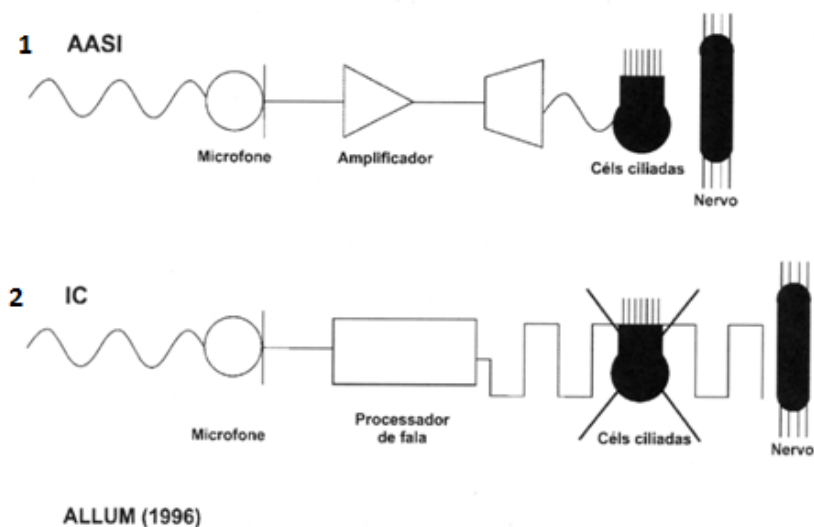 1 AASI
Microfone
Amplificador
Céls ciliadas
Nervo
2 IC
Microfone
Processador
de fala
Céls ciliadas
Nervo
ALLUM (1996)